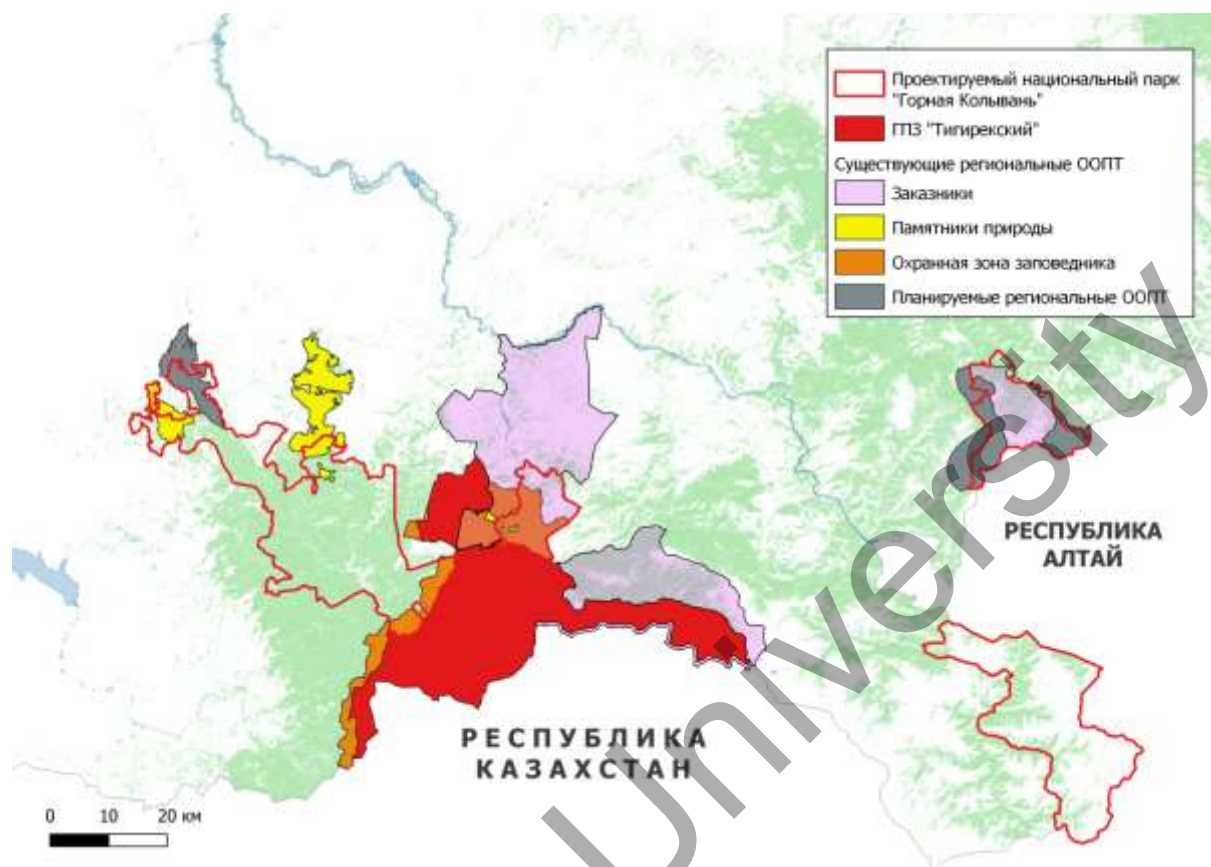 Проектируемый национальный парк
"Горная Колывань"
ГПЗ "Тигирекский"
Существующие региональные ООПТ
Заказники
Памятники природы
Охранная зона заповедника
Планируемые региональные ООПТ
РЕСПУБЛИКА
АЛТАЙ
РЕСПУБЛИКА
КАЗАХСТАН
0 10 20 км
University